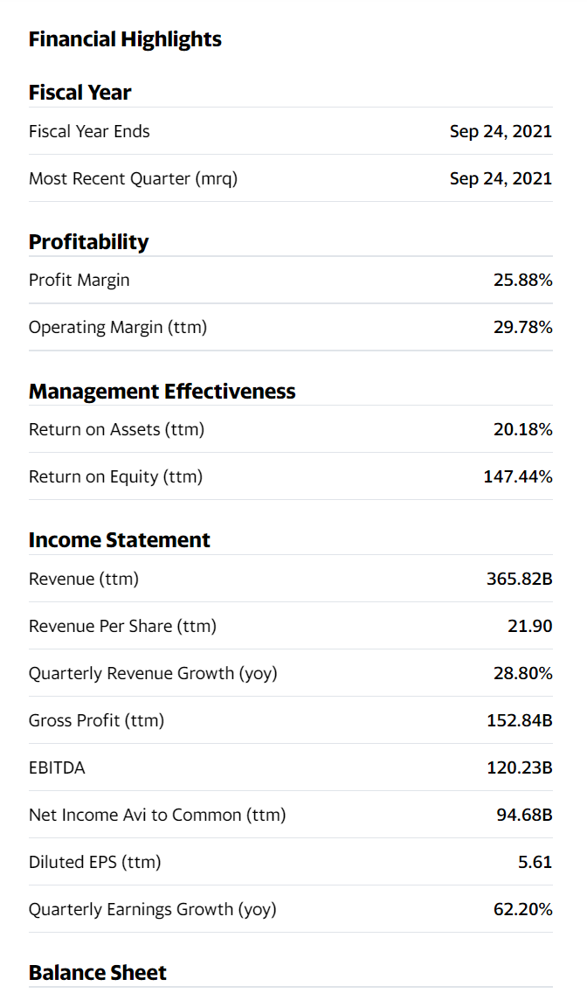 Financial Highlights
Fiscal Year
Fiscal Year Ends Sep 24, 2021
Most Recent Quarter (mrq) Sep 24, 2021
Profitability
Profit Margin 25.88%
Operating Margin (ttm) 29.78%
Management Effectiveness
Return on Assets (ttm) 20.18%
Return on Equity (ttm) 147.44%
Income Statement
Revenue (ttm) 365.82B
Revenue Per Share (ttm) 21.90
Quarterly Revenue Growth (yoy) 28.80%
Gross Profit (ttm) 152.84B
EBITDA 120.23B
Net Income Avi to Common (ttm) 94.68B
Diluted EPS (ttm) 5.61
Quarterly Earnings Growth (yoy) 62.20%
Balance Sheet